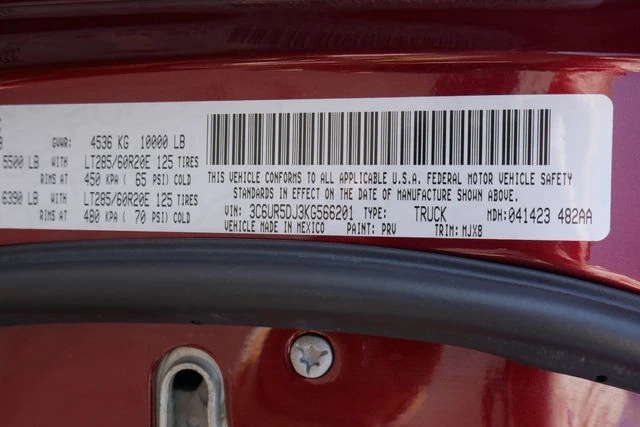 GVWR: 4536 KG 10000 LB
5500 LB WITH LT285/60R20E 125 TIRES
RIMS AT 450 KPA ( 65 PSI) COLD
6390 LB WITH LT285/60R20E 125 TIRES
RIMS AT 480 KPA ( 70 PSI) COLD
THIS VEHICLE CONFORMS TO ALL APPLICABLE U.S.A. FEDERAL MOTOR VEHICLE SAFETY
STANDARDS IN EFFECT ON THE DATE OF MANUFACTURE SHOWN ABOVE.
VIN: 3C6UR5DJ3KG566201 TYPE: TRUCK MDH: 041423 482AA
VEHICLE MADE IN MEXICO PAINT: PRV TRIM: MJX8